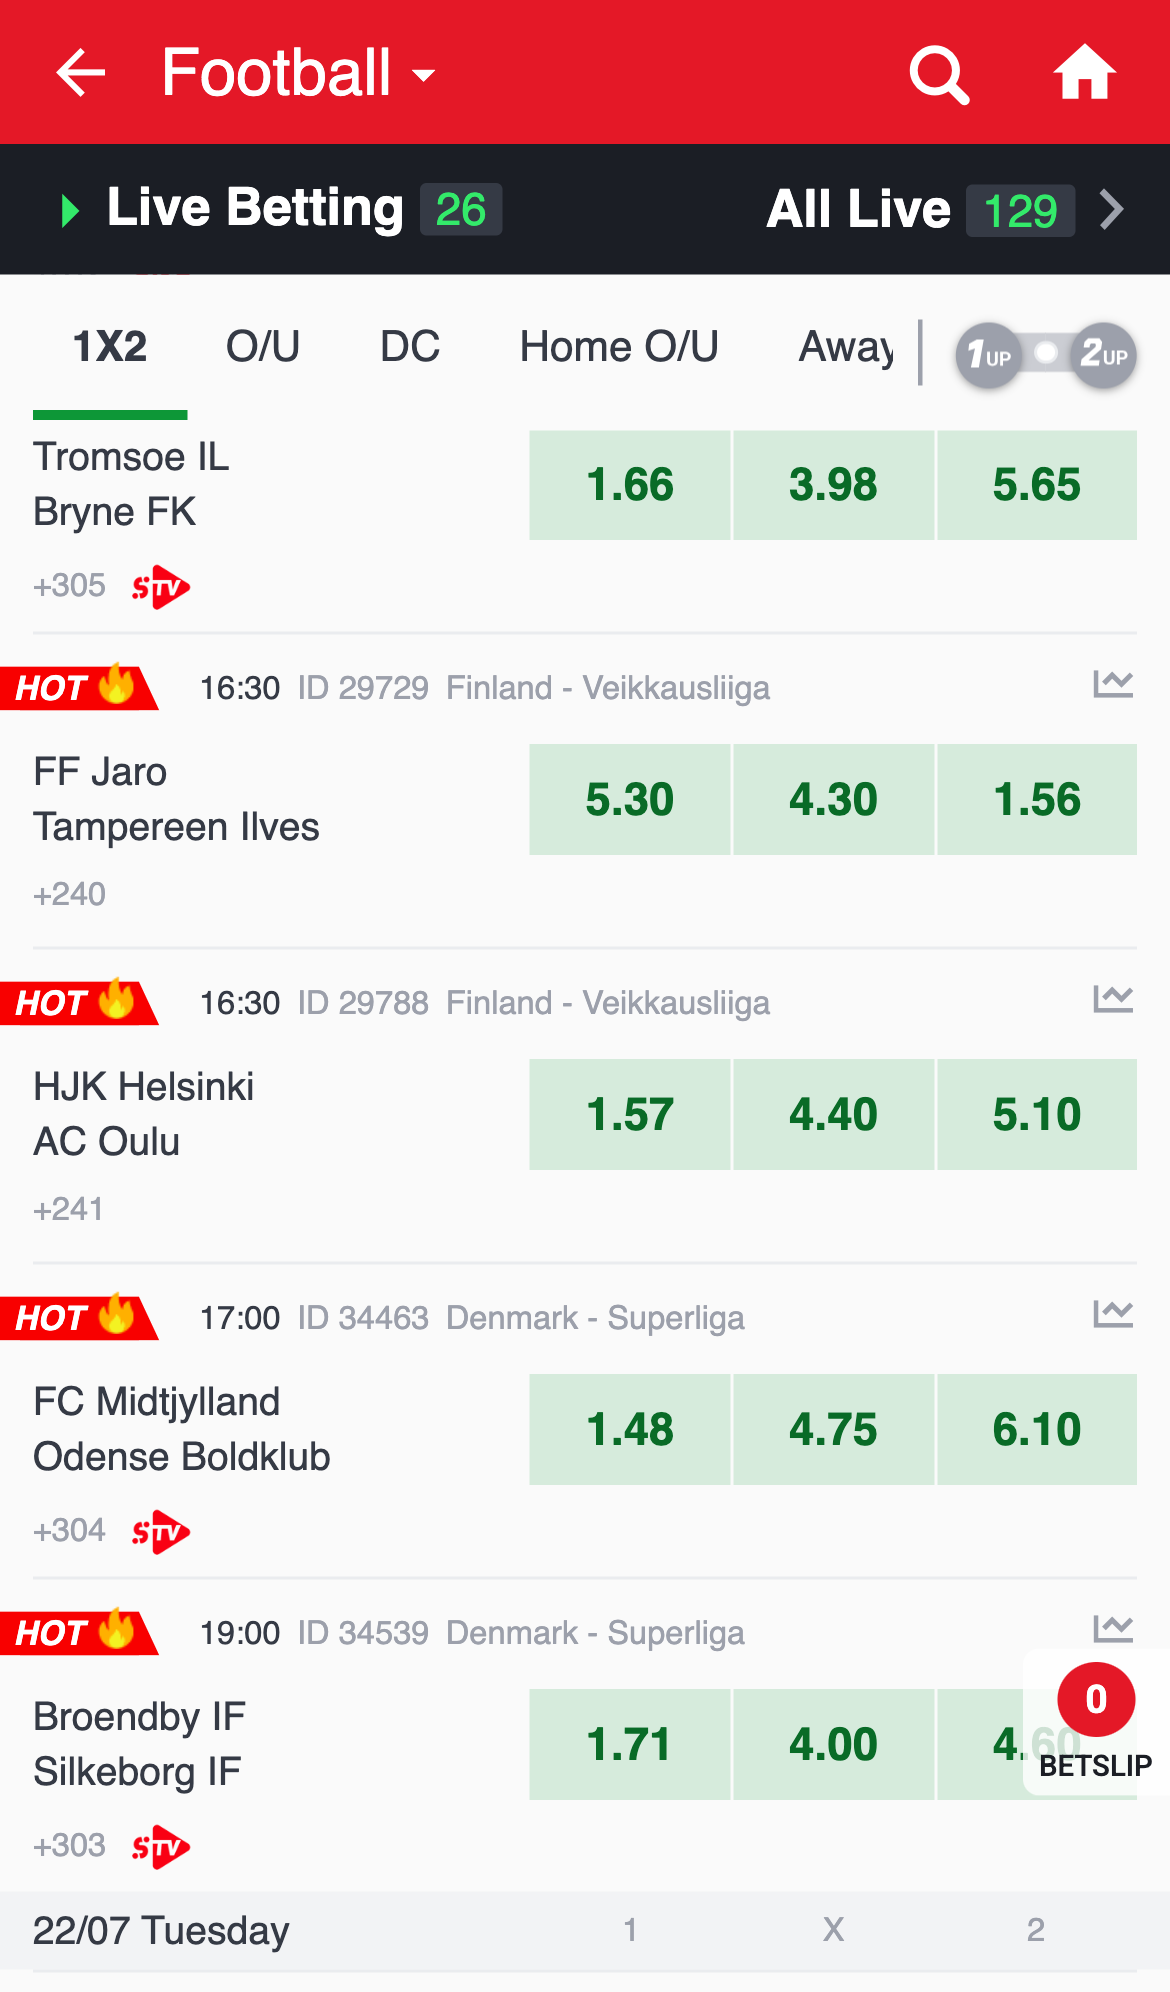 Football
Live Betting 26 All Live 129
1X2 O/U DC Home O/U Away 1UP 2UP
Tromsoe IL
Bryne FK
1.66 3.98 5.65
+305 STV
HOT 16:30 ID 29729 Finland - Veikkausliiga
FF Jaro
Tampereen Ilves
5.30 4.30 1.56
+240
HOT 16:30 ID 29788 Finland - Veikkausliiga
HJK Helsinki
AC Oulu
1.57 4.40 5.10
+241
HOT 17:00 ID 34463 Denmark - Superliga
FC Midtjylland
Odense Boldklub
1.48 4.75 6.10
+304 STV
HOT 19:00 ID 34539 Denmark - Superliga
Broendby IF
Silkeborg IF
1.71 4.00 4.60
0
BETSLIP
+303 STV
22/07 Tuesday 1 X 2